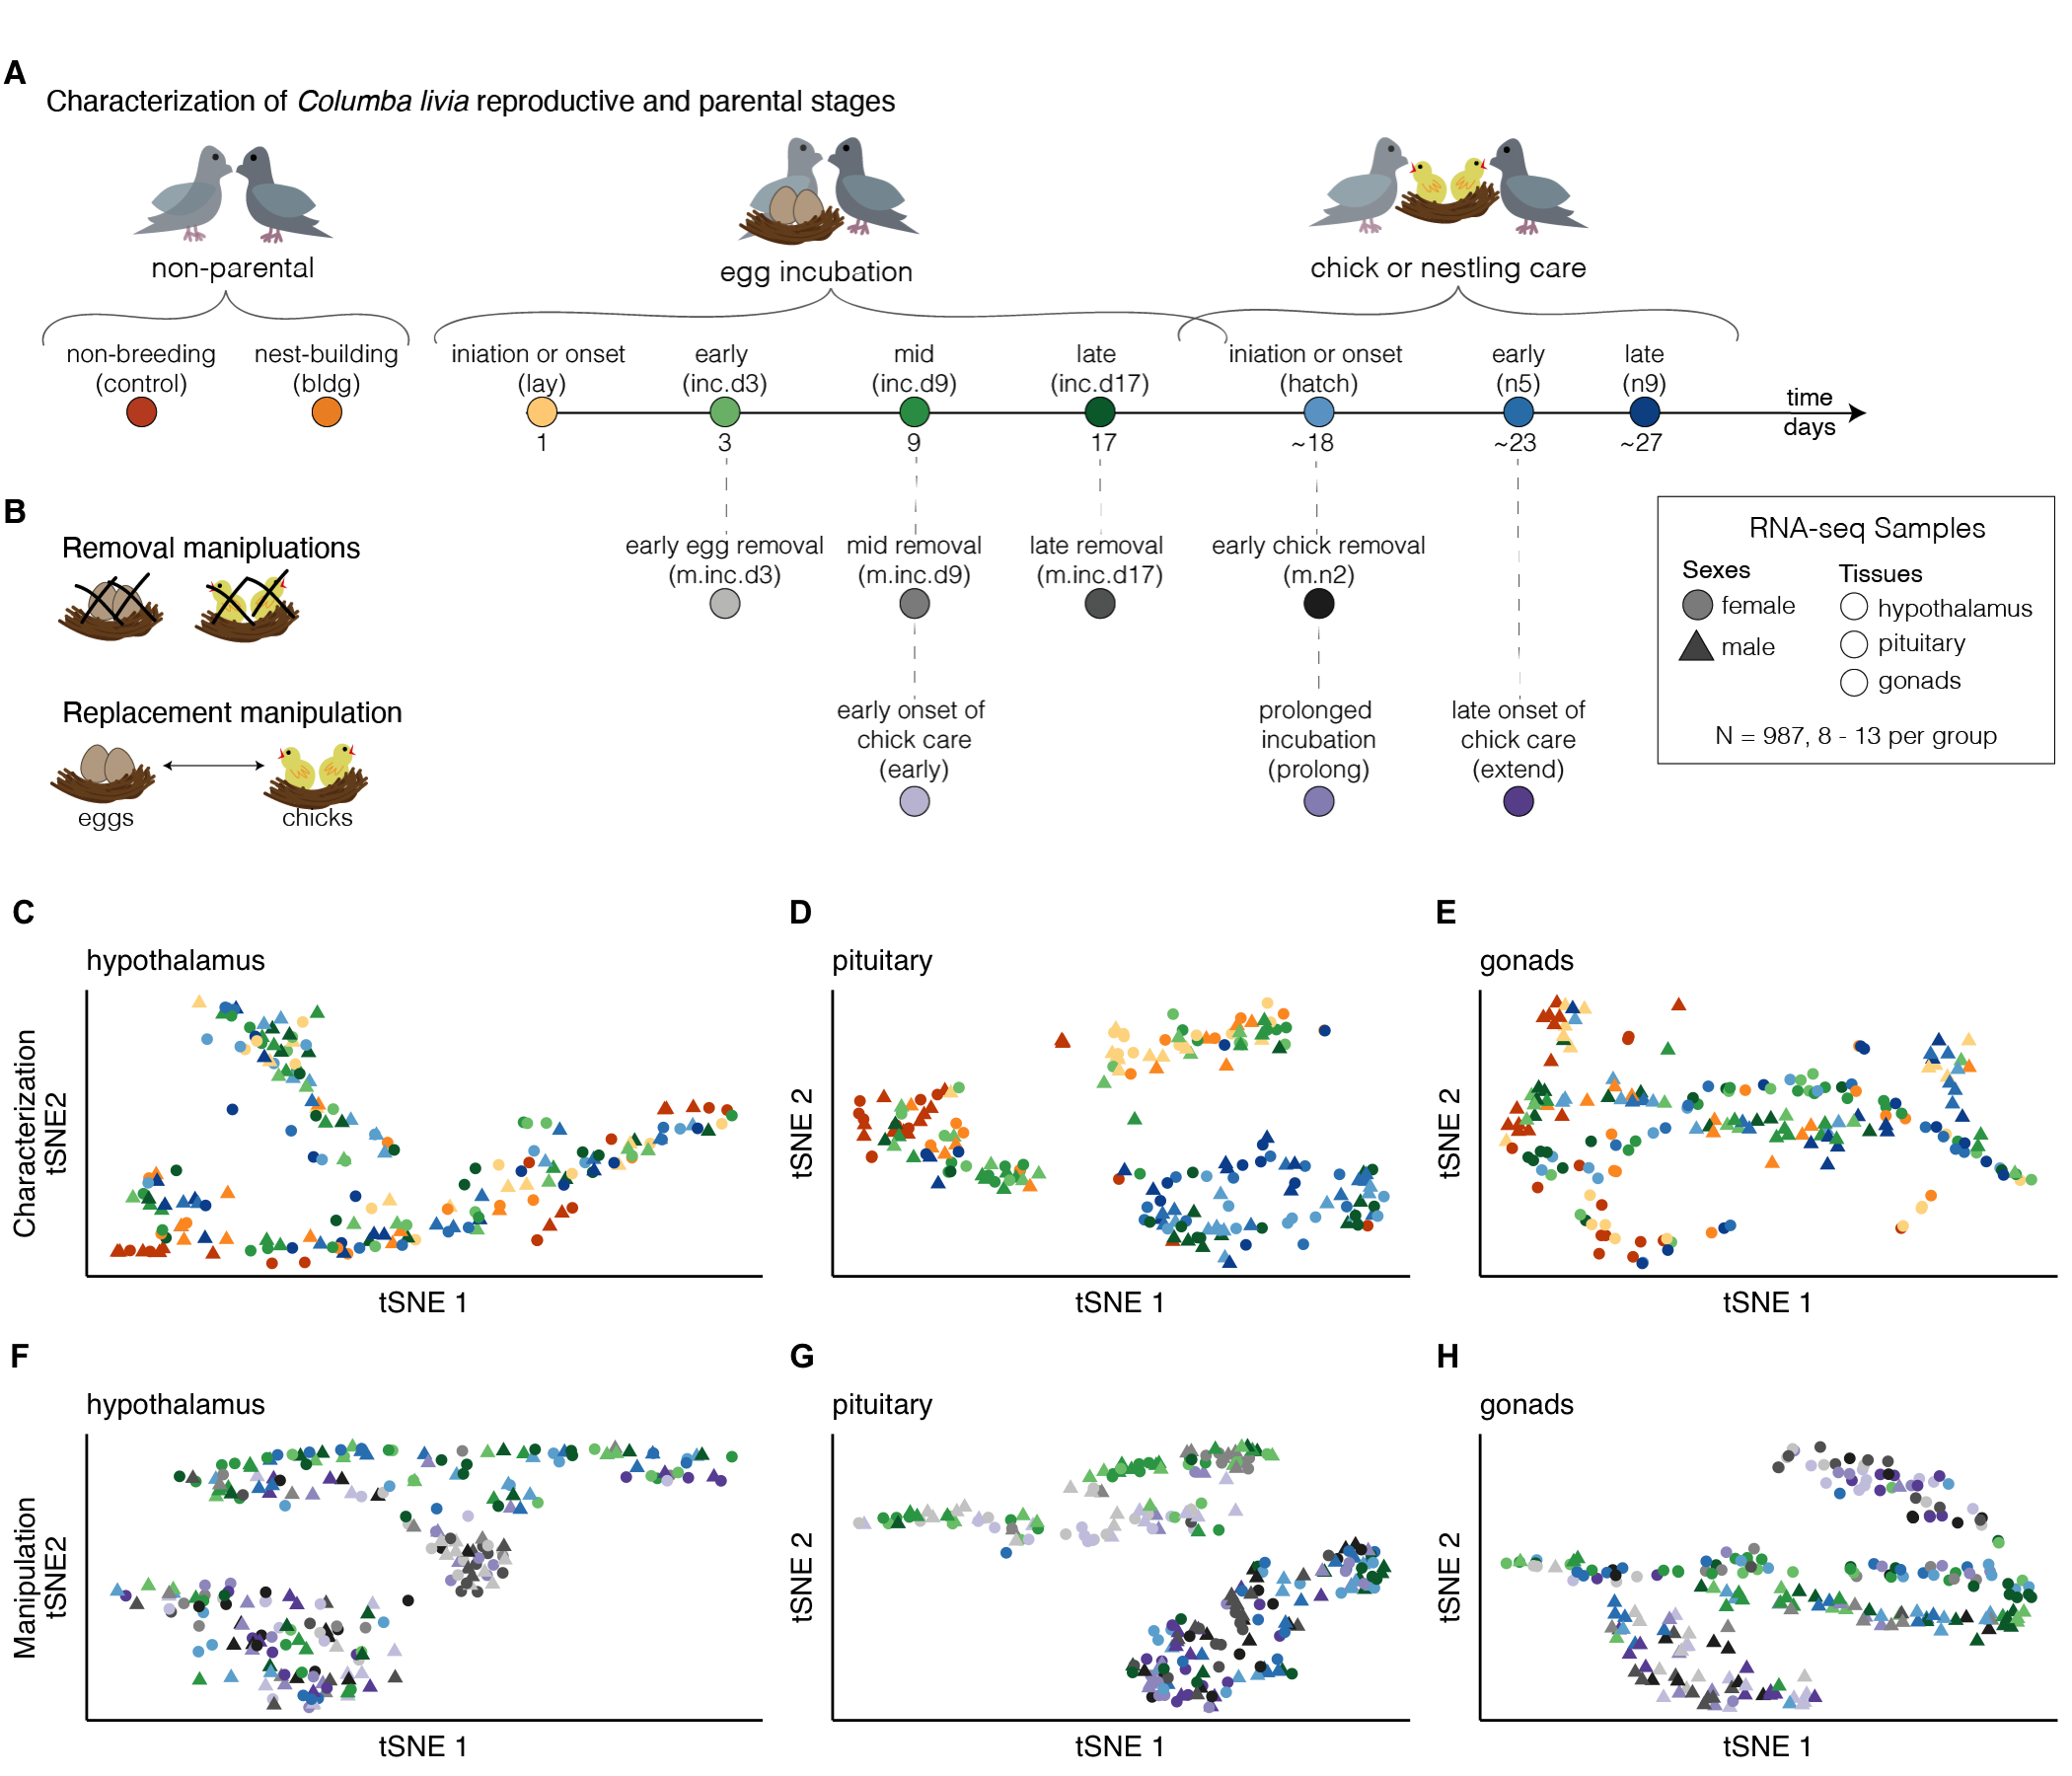 A
Characterization of Columba livia reproductive and parental stages
non-parental
egg incubation
chick or nestling care
non-breeding
(control)
nest-building
(bldg)
iniation or onset
(lay)
early
(inc.d3)
mid
(inc.d9)
late
(inc.d17)
iniation or onset
(hatch)
early
(n5)
late
(n9)
time
days
1
3
9
17
~18
~23
~27
B
Removal manipluations
early egg removal
(m.inc.d3)
mid removal
(m.inc.d9)
late removal
(m.inc.d17)
early chick removal
(m.n2)
Replacement manipulation
eggs
chicks
early onset of
chick care
(early)
prolonged
incubation
(prolong)
late onset of
chick care
(extend)
RNA-seq Samples
Sexes
female
male
Tissues
hypothalamus
pituitary
gonads
N = 987, 8 - 13 per group
C
hypothalamus
Characterization
tSNE2
tSNE 1
D
pituitary
tSNE 2
tSNE 1
E
gonads
tSNE 2
tSNE 1
F
hypothalamus
Manipulation
tSNE2
tSNE 1
G
pituitary
tSNE 2
tSNE 1
H
gonads
tSNE 2
tSNE 1